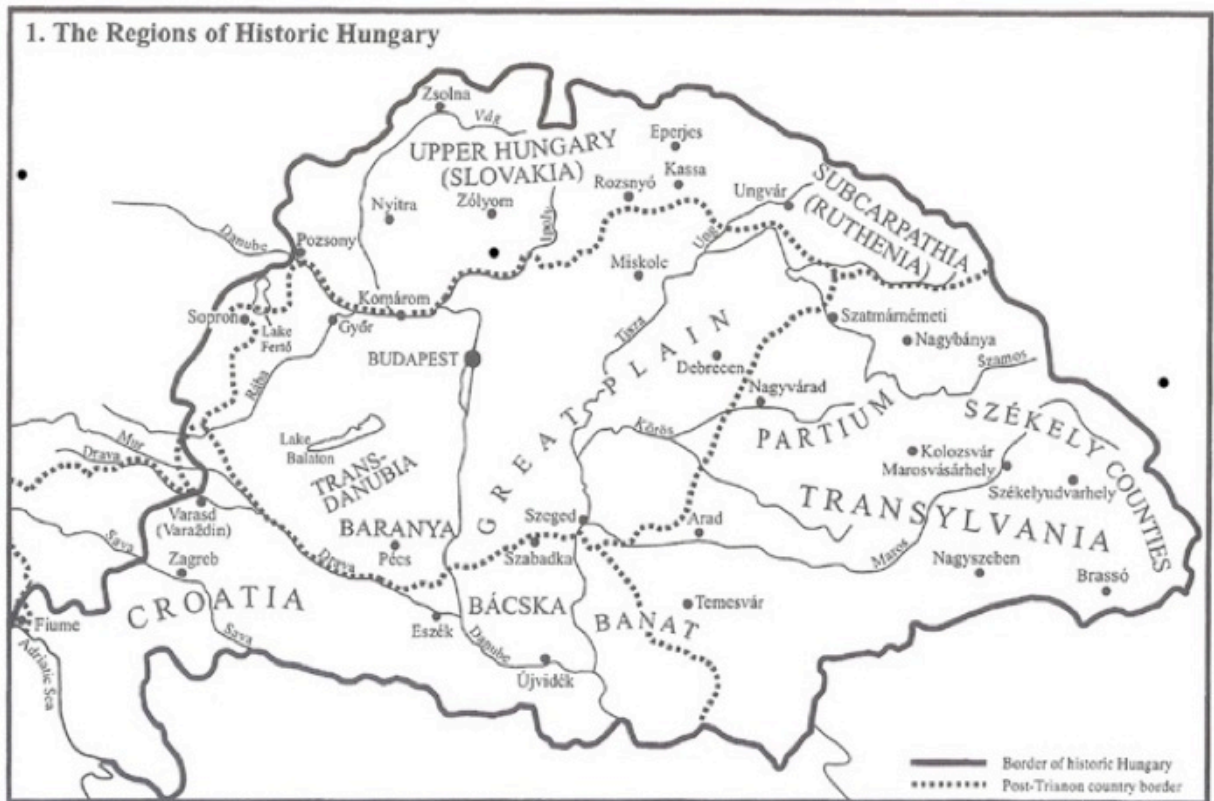 1. The Regions of Historic Hungary
Zsolna
Vág
UPPER HUNGARY
(SLOVAKIA)
Eperjes
Kassa
Rozsnyó
Ungvár
SUBCARPATHIA
(RUTHENIA)
Nyitra
Zólyom
Ipoly
Ung
Danube
Pozsony
Miskolc
Komárom
Sopron
Lake
Fertő
Győr
Tisza
Szatmárnémeti
Nagybánya
BUDAPEST
Debrecen
Szamos
Rába
Nagyvárad
GREAT PLAIN
PARTIUM
SZÉKELY COUNTIES
Mur
Drava
Lake
Balaton
Körös
Kolozsvár
Marosvásárhely
TRANS-
DANUBIA
Székelyudvarhely
TRANSYLVANIA
Varasd
(Varaždin)
BARANYA
Szeged
Arad
Sava
Zagreb
Drava
Pécs
Szabadka
Maros
Nagyszeben
Brassó
CROATIA
BÁCSKA
BANAT
Temesvár
Fiume
Sava
Eszék
Danube
Adriatic Sea
Újvidék
Border of historic Hungary
Post-Trianon country border